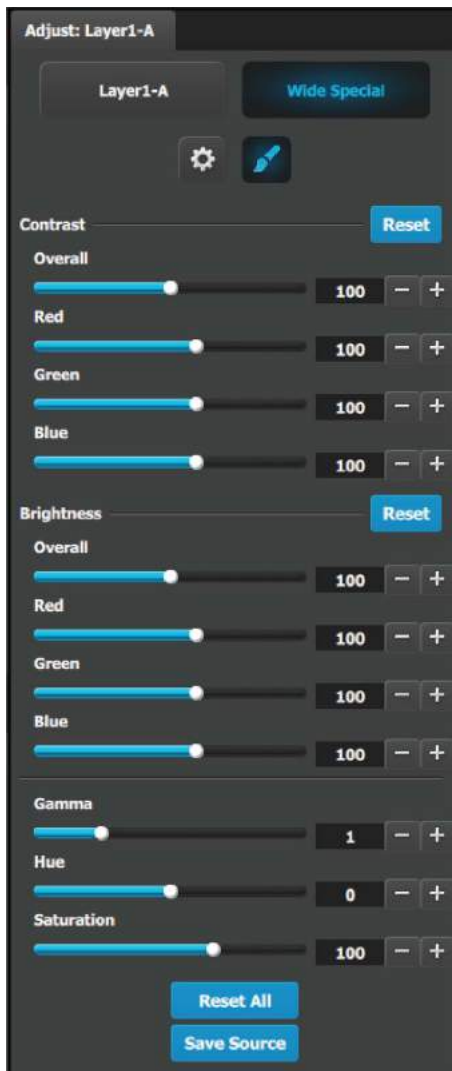 Adjust: Layer1-A
Layer1-A Wide Special
Contrast Reset
Overall
100 − +
Red
100 − +
Green
100 − +
Blue
100 − +
Brightness Reset
Overall
100 − +
Red
100 − +
Green
100 − +
Blue
100 − +
Gamma
1 − +
Hue
0 − +
Saturation
100 − +
Reset All
Save Source